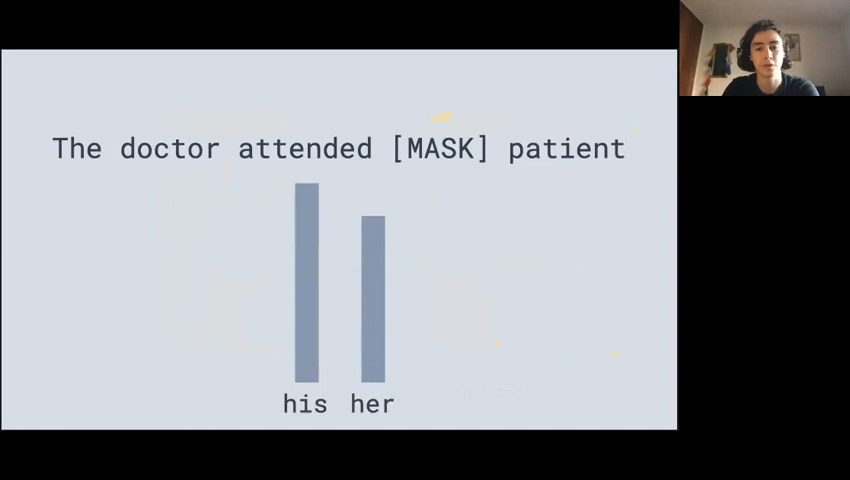 The doctor attended [MASK] patient
his her